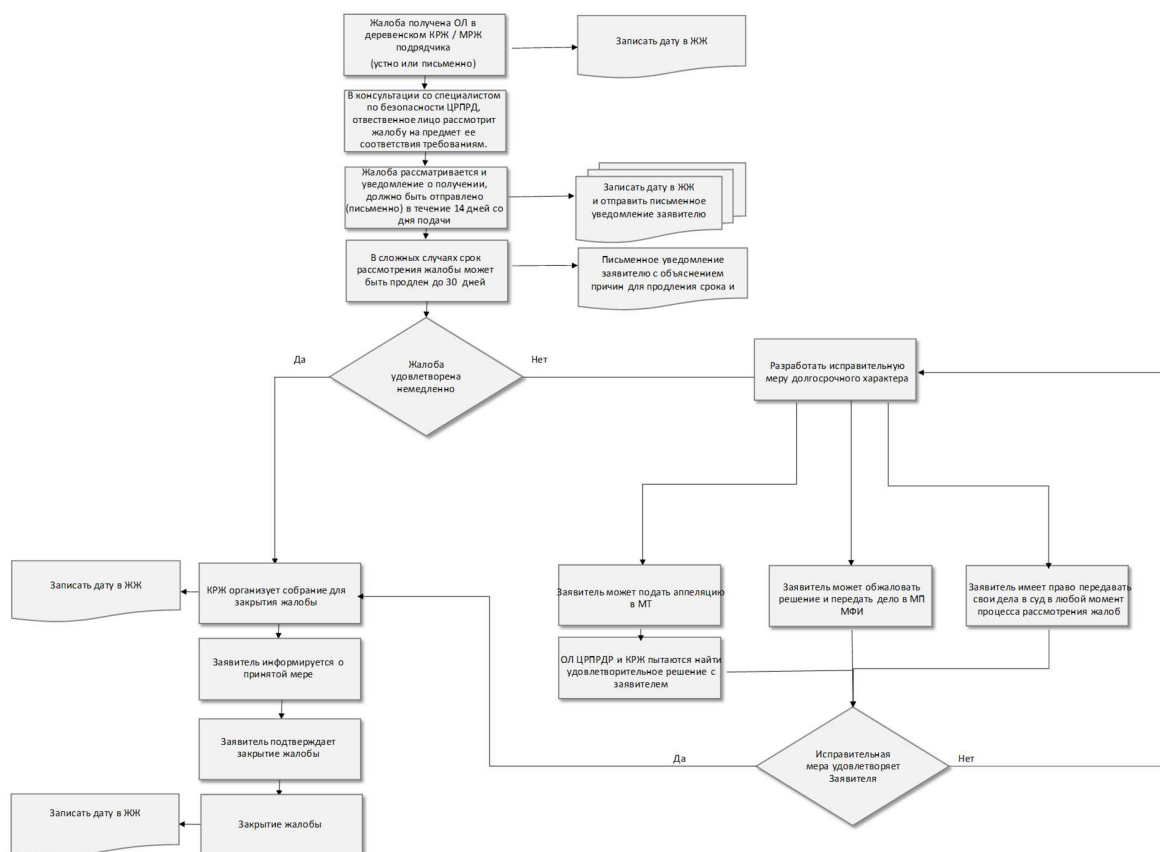 Жалоба получена ОЛ в
деревенском КРЖ / МРЖ
подрядчика
(устно или письменно)
Записать дату в ЖЖ
В консультации со специалистом
по безопасности ЦРПРД,
отвественное лицо рассмотрит
жалобу на предмет ее
соответствия требованиям.
Жалоба рассматривается и
уведомление о получении,
должно быть отправлено
(письменно) в течение 14 дней со
дня подачи
Записать дату в ЖЖ
и отправить письменное
уведомление заявителю
В сложных случаях срок
рассмотрения жалобы может
быть продлен до 30 дней
Письменное уведомление
заявителю с объяснением
причин для продления срока и
Да
Жалоба
удовлетворена
немедленно
Нет
Разработать исправительную
меру долгосрочного характера
Записать дату в ЖЖ
КРЖ организует собрание для
закрытия жалобы
Заявитель может подать аппеляцию
в МТ
Заявитель может обжаловать
решение и передать дело в МП
МФИ
Заявитель имеет право передавать
свои дела в суд в любой момент
процесса рассмотрения жалоб
Заявитель информируется о
принятой мере
ОЛ ЦРПРДР и КРЖ пытаются найти
удовлетворительное решение с
заявителем
Заявитель подтверждает
закрытие жалобы
Да
Исправительная
мера удовлетворяет
Заявителя
Нет
Записать дату в ЖЖ
Закрытие жалобы